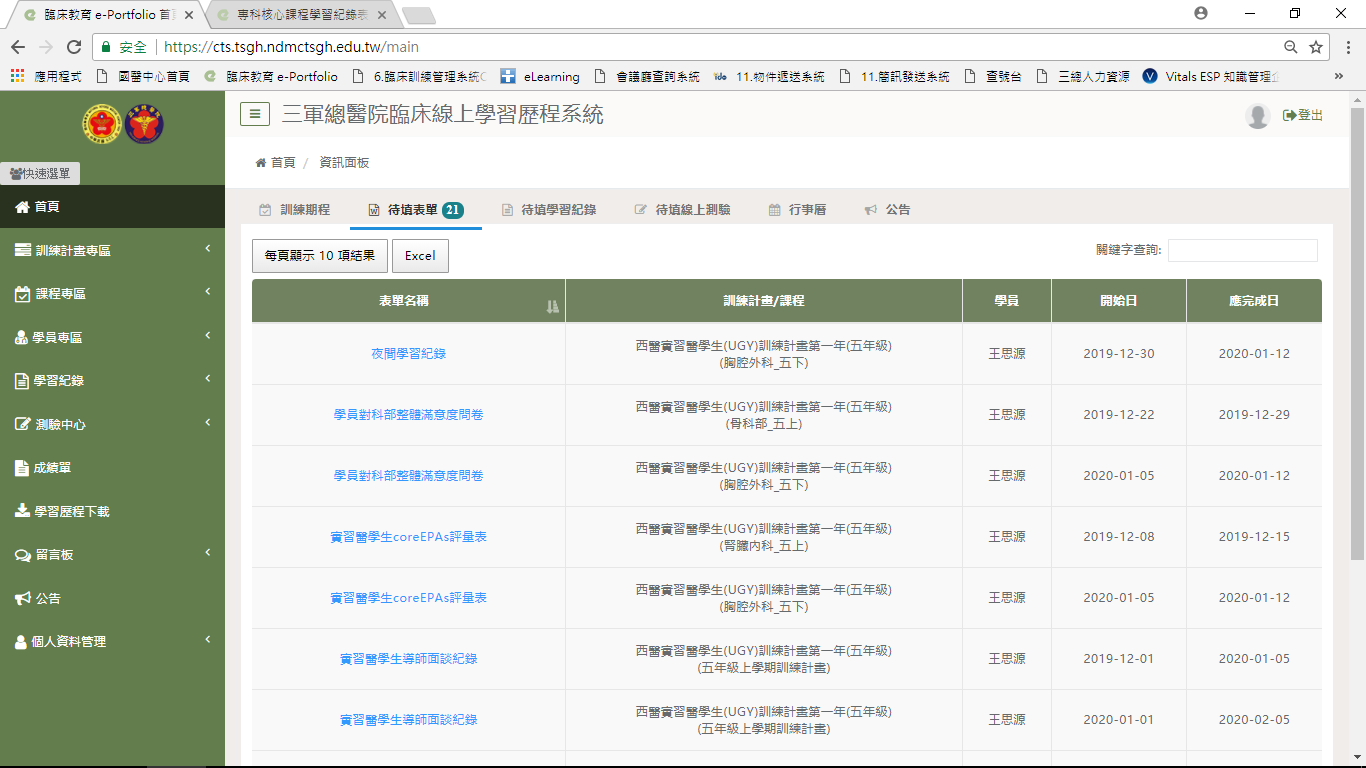 臨床教育 e-Portfolio 首頁
專科核心課程學習紀錄表
安全 https://cts.tsgh.ndmctsgh.edu.tw/main
應用程式 國醫中心首頁 臨床教育 e-Portfolio 6.臨床訓練管理系統 eLearning 會議廳查詢系統 11.物件遞送系統 11.簡訊發送系統 查號台 三總人力資源 Vitals ESP 知識管理
三軍總醫院臨床線上學習歷程系統
登出
快速選單
首頁
訓練計畫專區
課程專區
學員專區
學習紀錄
測驗中心
成績單
學習歷程下載
留言板
公告
個人資料管理
首頁 / 資訊面板
訓練期程 待填表單 21 待填學習紀錄 待填線上測驗 行事曆 公告
每頁顯示 10 項結果 Excel 關鍵字查詢:
表單名稱 訓練計畫/課程 學員 開始日 應完成日
夜間學習紀錄 西醫實習醫學生(UGY)訓練計畫第一年(五年級) 王思源 2019-12-30 2020-01-12
(胸腔外科_五下)
學員對科部整體滿意度問卷 西醫實習醫學生(UGY)訓練計畫第一年(五年級) 王思源 2019-12-22 2019-12-29
(骨科部_五上)
學員對科部整體滿意度問卷 西醫實習醫學生(UGY)訓練計畫第一年(五年級) 王思源 2020-01-05 2020-01-12
(胸腔外科_五下)
實習醫學生coreEPAs評量表 西醫實習醫學生(UGY)訓練計畫第一年(五年級) 王思源 2019-12-08 2019-12-15
(腎臟內科_五上)
實習醫學生coreEPAs評量表 西醫實習醫學生(UGY)訓練計畫第一年(五年級) 王思源 2020-01-05 2020-01-12
(胸腔外科_五下)
實習醫學生導師面談紀錄 西醫實習醫學生(UGY)訓練計畫第一年(五年級) 王思源 2019-12-01 2020-01-05
(五年級上學期訓練計畫)
實習醫學生導師面談紀錄 西醫實習醫學生(UGY)訓練計畫第一年(五年級) 王思源 2020-01-01 2020-02-05
(五年級上學期訓練計畫)